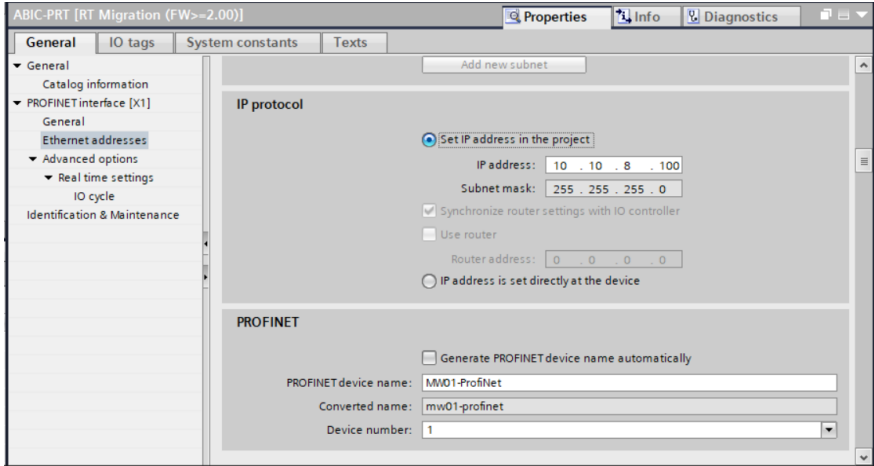 ABIC-PRT [RT Migration (FW>=2.00)]
Properties
Info
Diagnostics
General
IO tags
System constants
Texts
General
Catalog information
PROFINET interface [X1]
General
Ethernet addresses
Advanced options
Real time settings
IO cycle
Identification & Maintenance
Add new subnet
IP protocol
Set IP address in the project
IP address: 10 . 10 . 8 . 100
Subnet mask: 255 . 255 . 255 . 0
Synchronize router settings with IO controller
Use router
Router address: 0 . 0 . 0 . 0
IP address is set directly at the device
PROFINET
Generate PROFINET device name automatically
PROFINET device name: MW01-ProfiNet
Converted name: mw01-profinet
Device number: 1